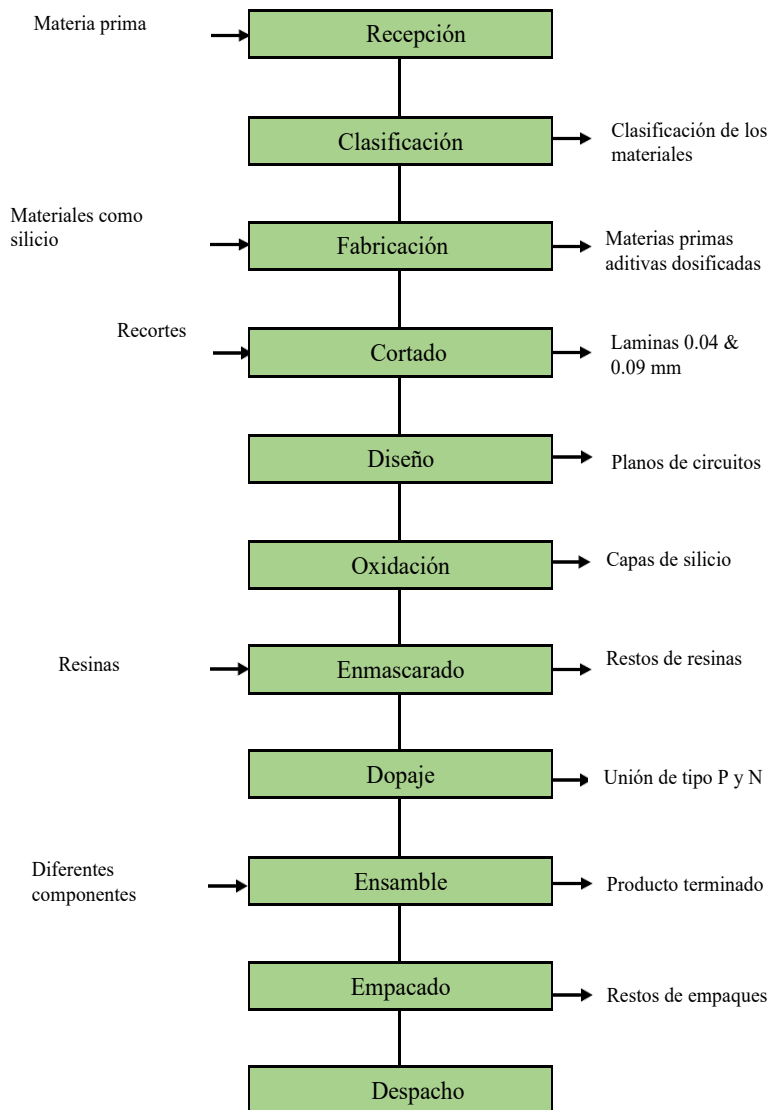 Materia prima
Recepción
Clasificación
Clasificación de los
materiales
Materiales como
silicio
Fabricación
Materias primas
aditivas dosificadas
Recortes
Cortado
Laminas 0.04 &
0.09 mm
Diseño
Planos de circuitos
Oxidación
Capas de silicio
Resinas
Enmascarado
Restos de resinas
Dopaje
Unión de tipo P y N
Diferentes
componentes
Ensamble
Producto terminado
Empacado
Restos de empaques
Despacho